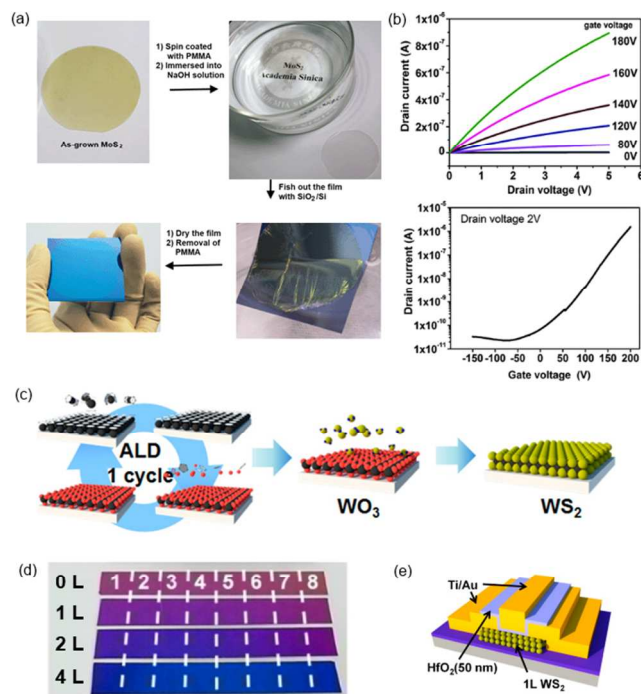 (a)
1) Spin coated
with PMMA
2) Immersed into
NaOH solution
As-grown MoS2
MoS2
Academia Sinica
Fish out the film
with SiO2/Si
1) Dry the film
2) Removal of
PMMA
(b)
1x10-6
8x10-7
6x10-7
4x10-7
2x10-7
0
Drain current (A)
gate voltage
180V
160V
140V
120V
80V
0V
0 1 2 3 4 5 6
Drain voltage (V)
Drain voltage 2V
1x10-5
1x10-6
1x10-7
1x10-8
1x10-9
1x10-10
1x10-11
Drain current (A)
-150 -100 -50 0 50 100 150 200
Gate voltage (V)
(c)
ALD
1 cycle
WO3
WS2
(d)
0 L 1 2 3 4 5 6 7 8
1 L
2 L
4 L
(e)
Ti/Au
HfO2(50 nm)
1L WS2